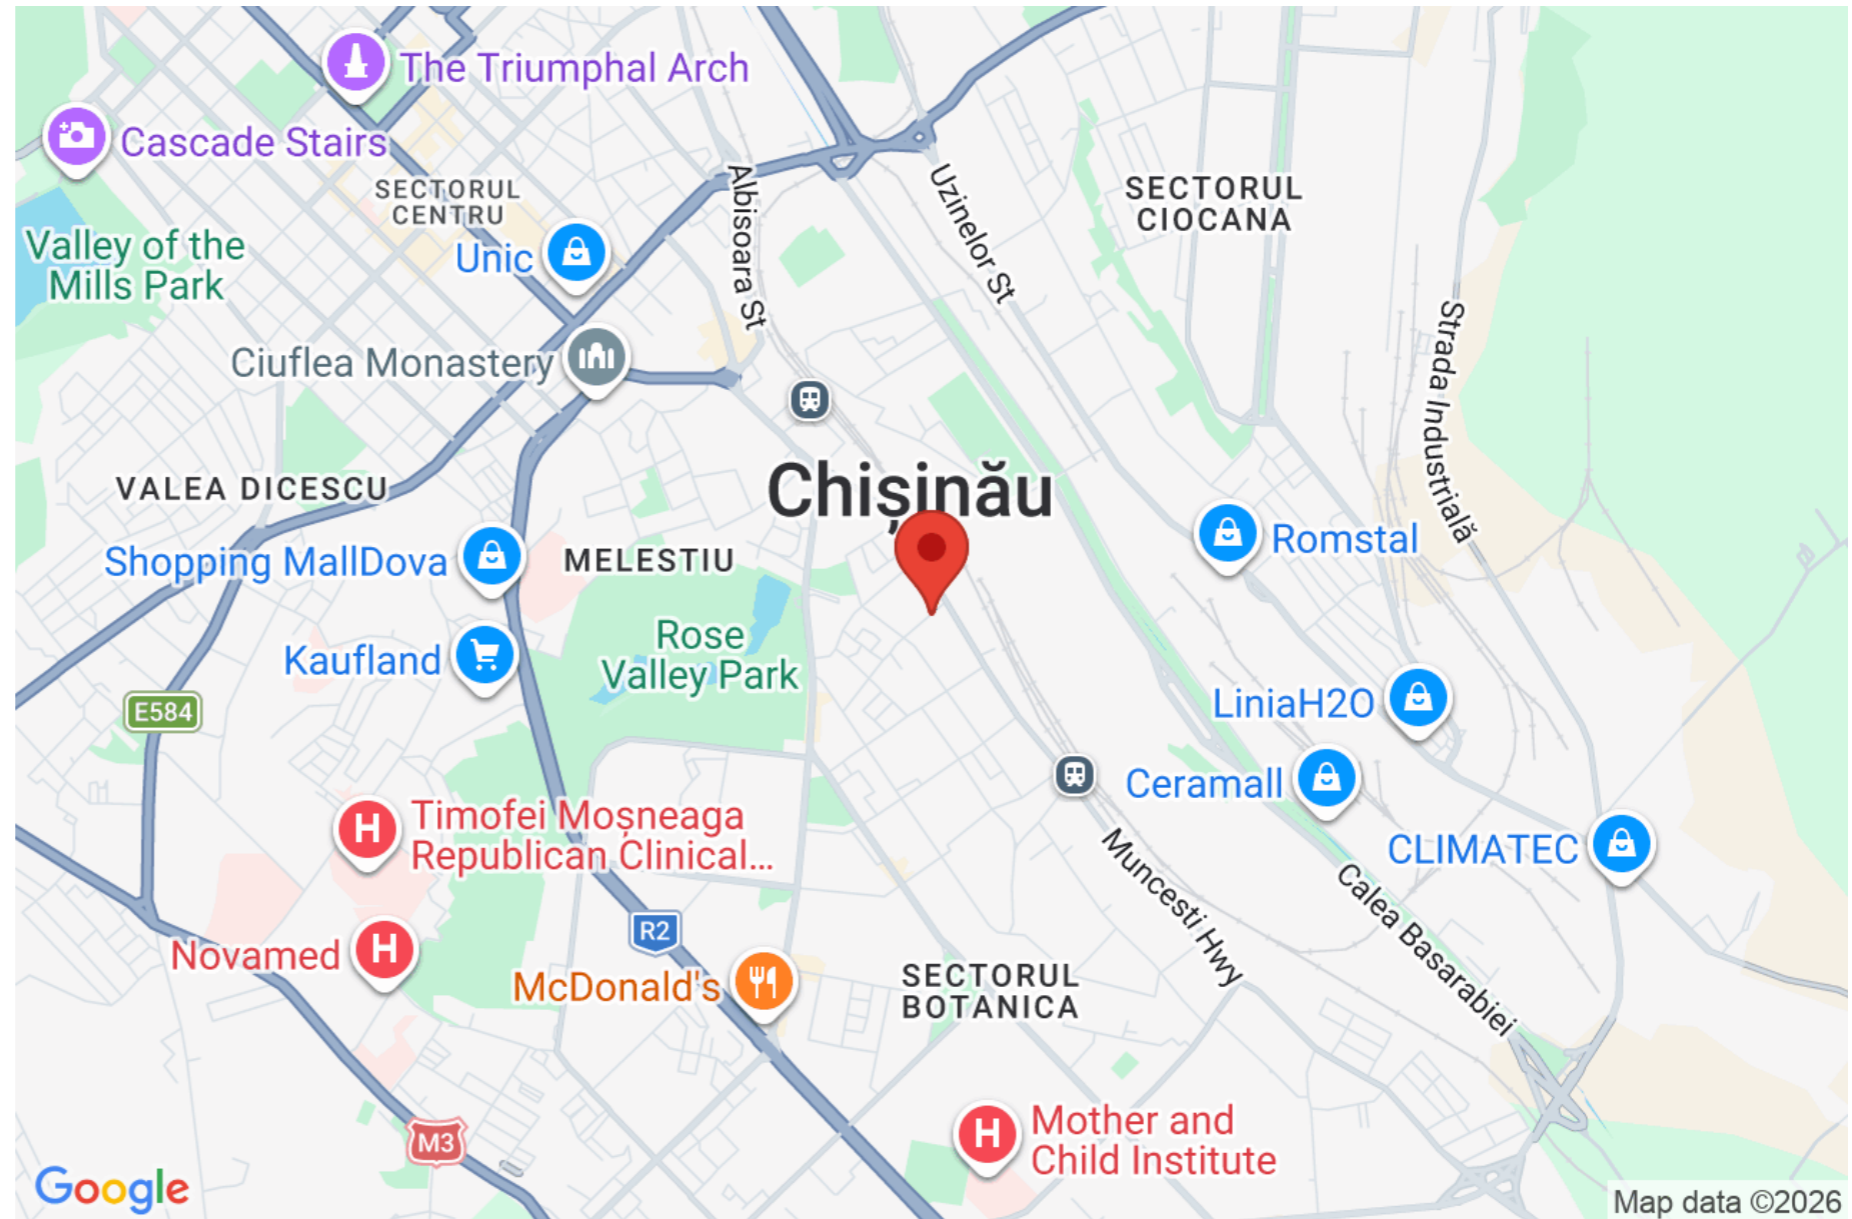 The Triumphal Arch
Cascade Stairs
SECTORUL
CENTRU
Albisoara St
Uzinelor St
SECTORUL
CIOCANA
Valley of the
Mills Park
Unic
Strada Industrială
Ciuflea Monastery
Chișinău
VALEA DICESCU
Shopping MallDova
MELESTIU
Romstal
Rose
Valley Park
Kaufland
E584
LiniaH2O
Ceramall
Timofei Moșneaga
Republican Clinical...
CLIMATEC
Muncesti Hwy
Calea Basarabiei
R2
Novamed
McDonald's
SECTORUL
BOTANICA
M3
Mother and
Child Institute
Google
Map data ©2026